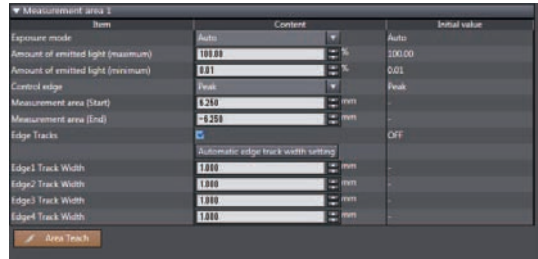 ▼ Measurement area 1
Item Content Initial value
Exposure mode Auto Auto
Amount of emitted light (maximum) 100.00 % 100.00
Amount of emitted light (minimum) 0.01 % 0.01
Control edge Peak Peak
Measurement area (Start) 6.250 mm -
Measurement area (End) -6.250 mm -
Edge Tracks OFF
Automatic edge track width setting
Edge1 Track Width 1.000 mm -
Edge2 Track Width 1.000 mm -
Edge3 Track Width 1.000 mm -
Edge4 Track Width 1.000 mm -
Area Teach